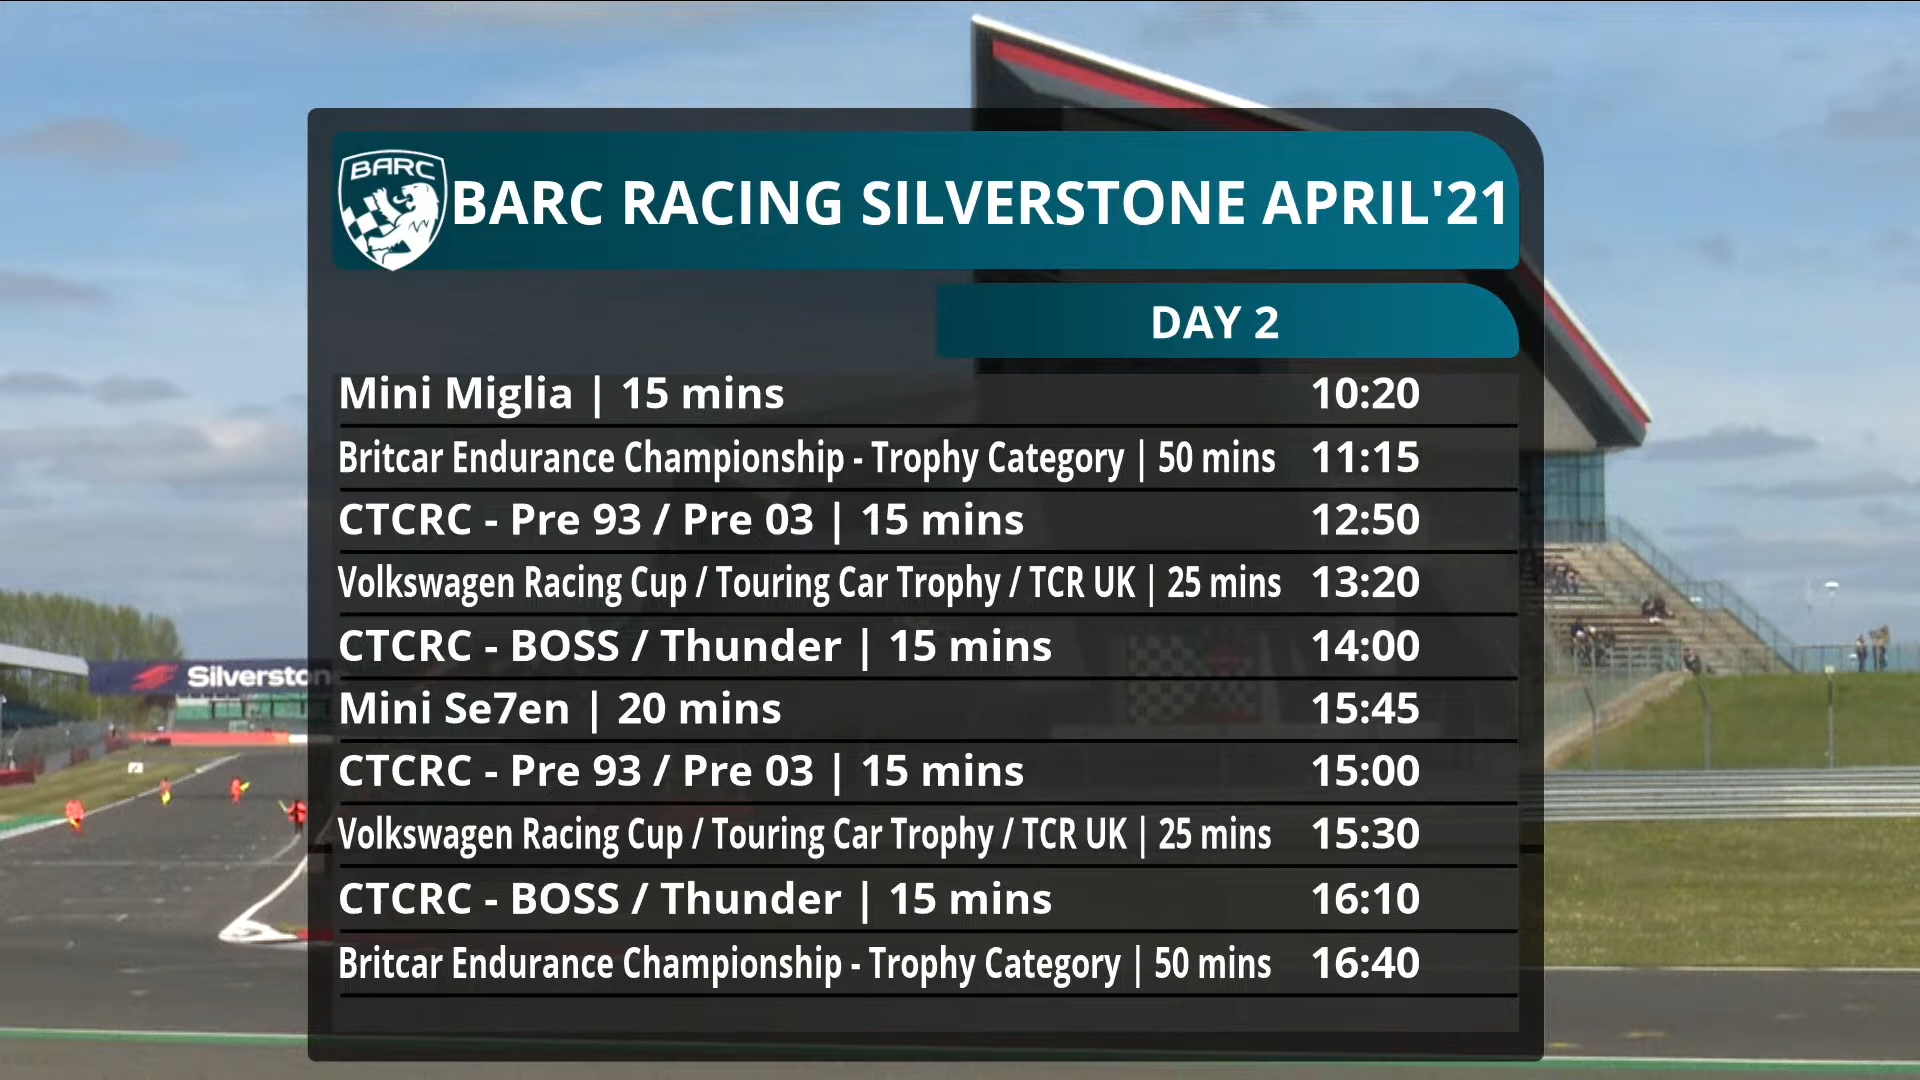 BARC
BARC RACING SILVERSTONE APRIL'21
DAY 2
Mini Miglia | 15 mins 10:20
Britcar Endurance Championship - Trophy Category | 50 mins 11:15
CTCRC - Pre 93 / Pre 03 | 15 mins 12:50
Volkswagen Racing Cup / Touring Car Trophy / TCR UK | 25 mins 13:20
CTCRC - BOSS / Thunder | 15 mins 14:00
Silverstone
Mini Se7en | 20 mins 15:45
CTCRC - Pre 93 / Pre 03 | 15 mins 15:00
Volkswagen Racing Cup / Touring Car Trophy / TCR UK | 25 mins 15:30
CTCRC - BOSS / Thunder | 15 mins 16:10
Britcar Endurance Championship - Trophy Category | 50 mins 16:40